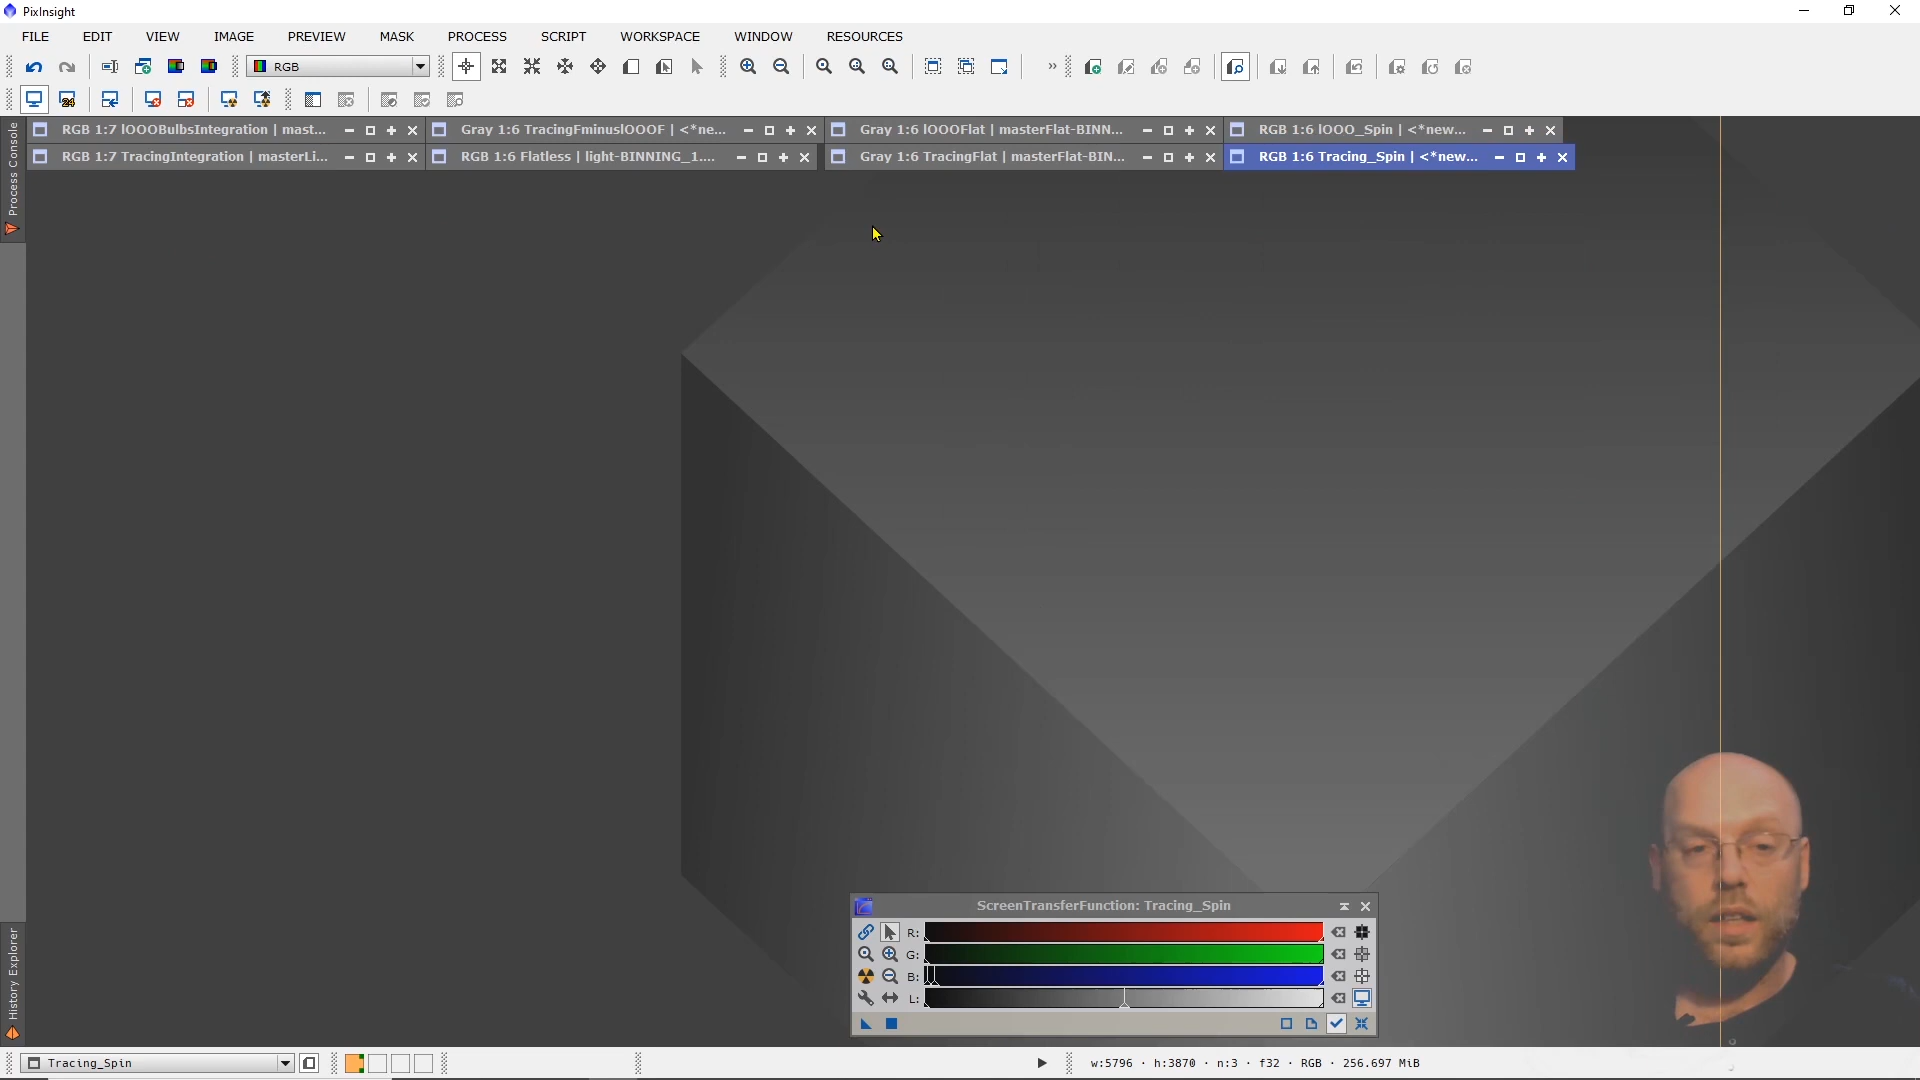 PixInsight
FILE EDIT VIEW IMAGE PREVIEW MASK PROCESS SCRIPT WORKSPACE WINDOW RESOURCES
RGB
24
RGB 1:7 lOOOBulbsIntegration | mast...
Gray 1:6 TracingFminuslOOOF | <*ne...
Gray 1:6 lOOOFlat | masterFlat-BINN...
RGB 1:6 lOOO_Spin | <*new...
RGB 1:7 TracingIntegration | masterLi...
RGB 1:6 Flatless | light-BINNING_1....
Gray 1:6 TracingFlat | masterFlat-BIN...
RGB 1:6 Tracing_Spin | <*new...
Process Console
History Explorer
ScreenTransferFunction: Tracing_Spin
R:
G:
B:
L:
Tracing_Spin
w:5796 · h:3870 · n:3 · f32 · RGB · 256.697 MiB